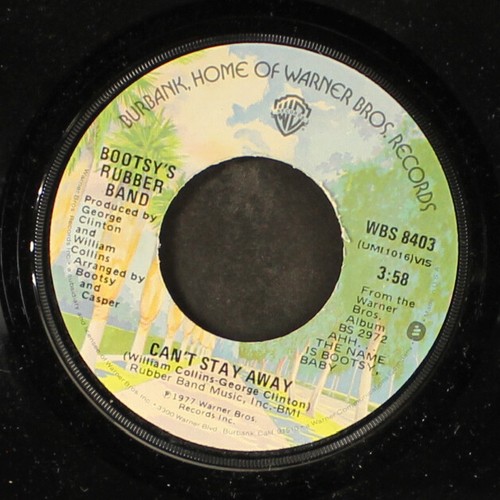 BURBANK, HOME OF WARNER BROS. RECORDS
BOOTSY'S
RUBBER
BAND
Produced by
George
Clinton
and
William
Collins
Arranged by
Bootsy
and
Casper
WBS 8403
(UMI1016)VIS
3:58
From the
Warner
Bros.
Album
BS 2972
AHH...
THE NAME
IS BOOTSY,
BABY
CAN'T STAY AWAY
(William Collins-George Clinton)
Rubber Band Music, Inc.-BMI
℗1977 Warner Bros.
Records Inc.